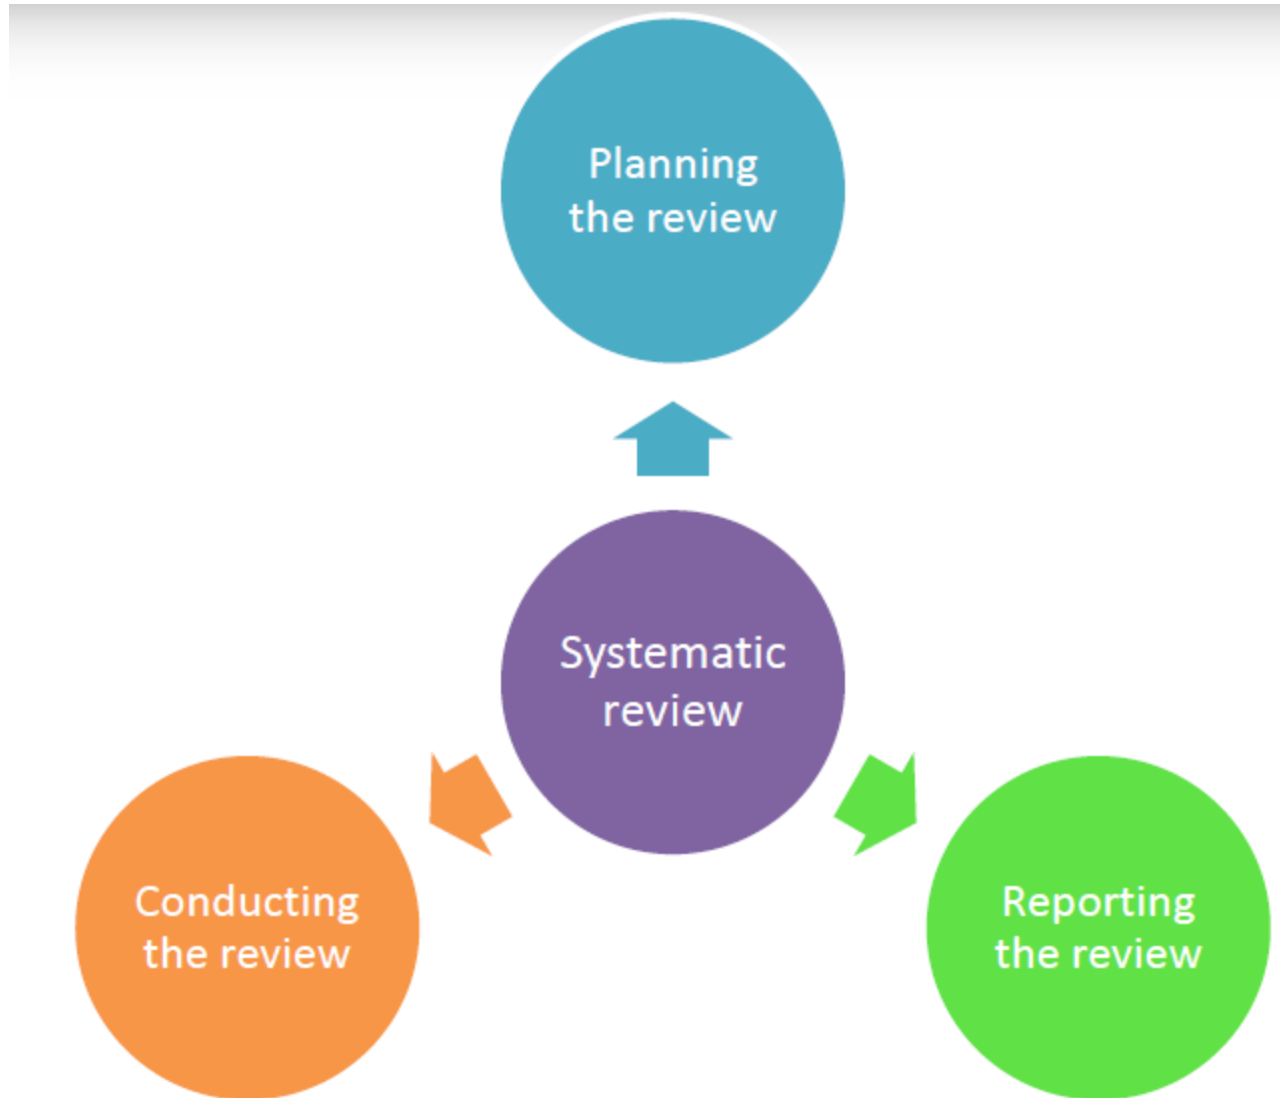 Planning
the review
Systematic
review
Conducting
the review
Reporting
the review